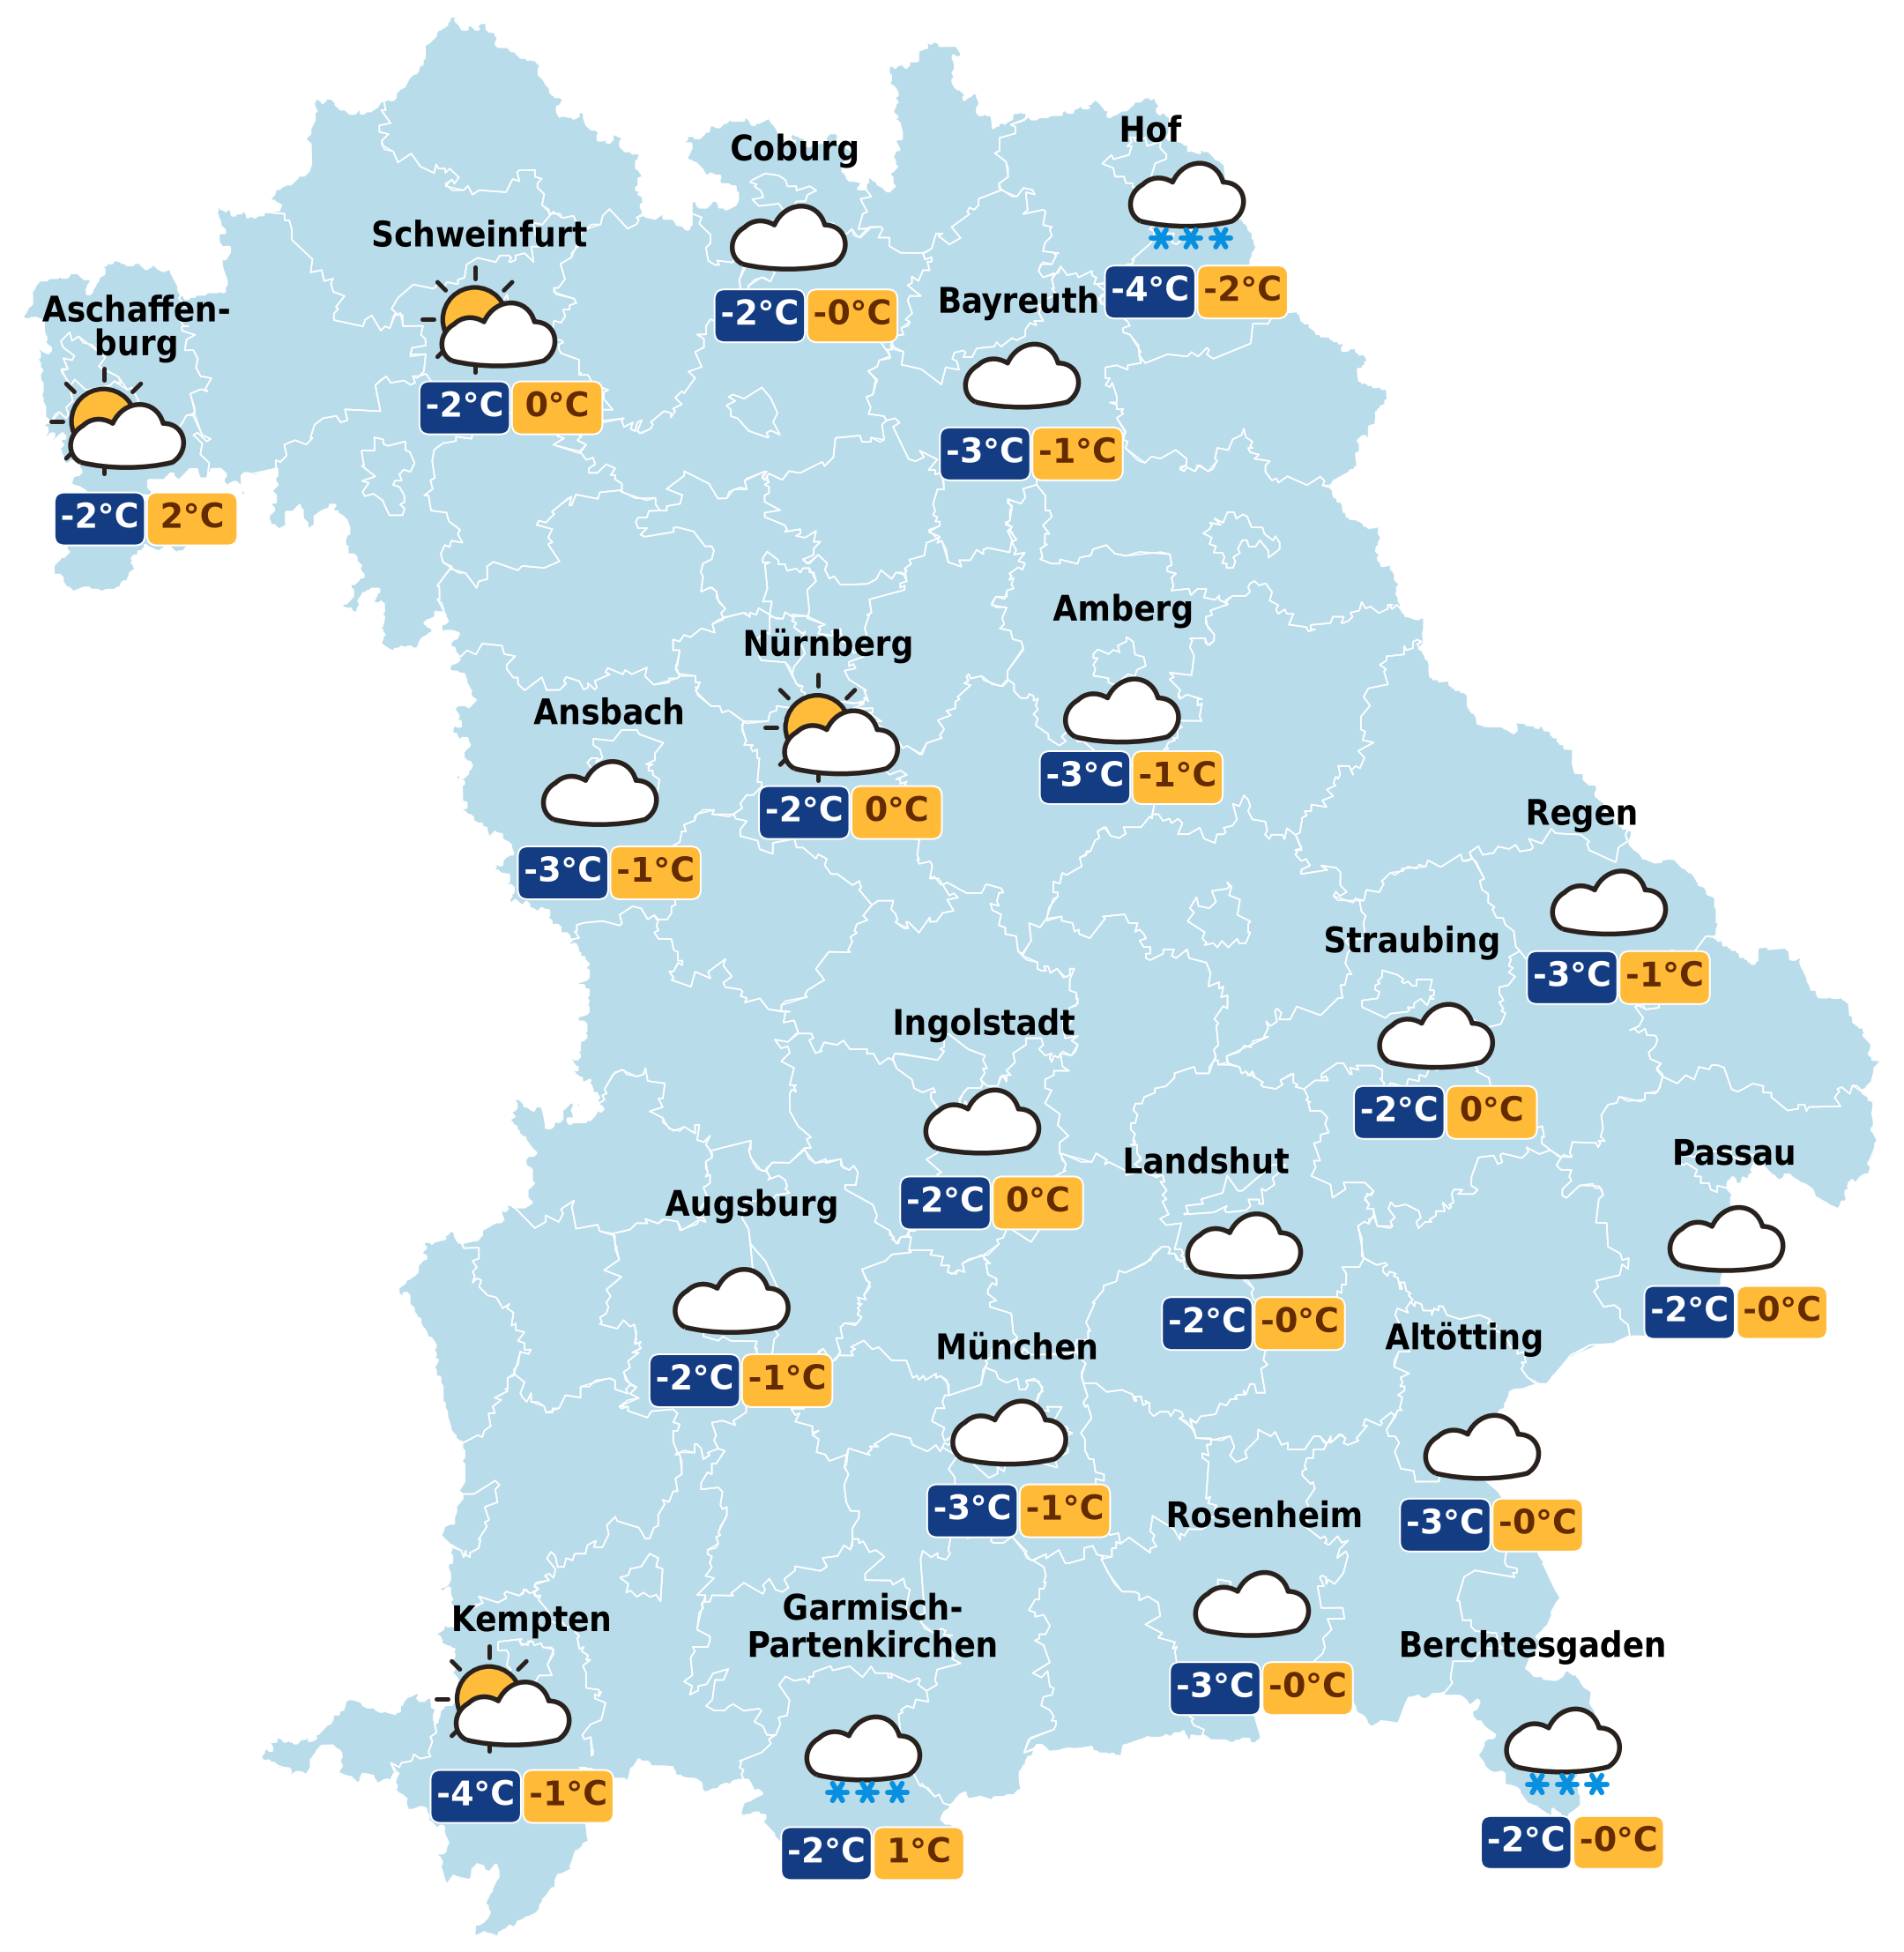 Hof
-4°C -2°C
Coburg
-2°C -0°C
Schweinfurt
-2°C 0°C
Bayreuth
-3°C -1°C
Aschaffen-
burg
-2°C 2°C
Amberg
-3°C -1°C
Nürnberg
-2°C 0°C
Ansbach
-3°C -1°C
Regen
-3°C -1°C
Straubing
-2°C 0°C
Ingolstadt
-2°C 0°C
Landshut
-2°C -0°C
Passau
-2°C -0°C
Augsburg
-2°C -1°C
Altötting
-3°C -0°C
München
-3°C -1°C
Rosenheim
-3°C -0°C
Kempten
-4°C -1°C
Garmisch-
Partenkirchen
-2°C 1°C
Berchtesgaden
-2°C -0°C